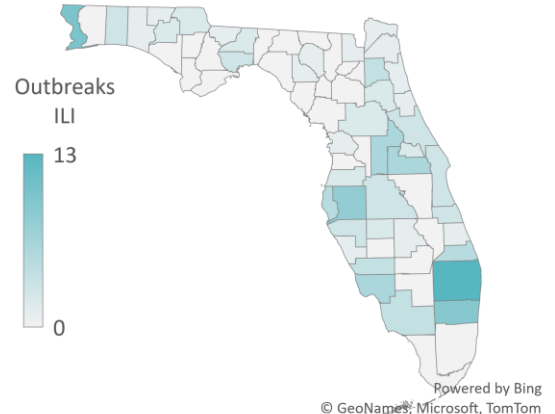 Outbreaks
ILI
13
0
Powered by Bing
© GeoNames, Microsoft, TomTom